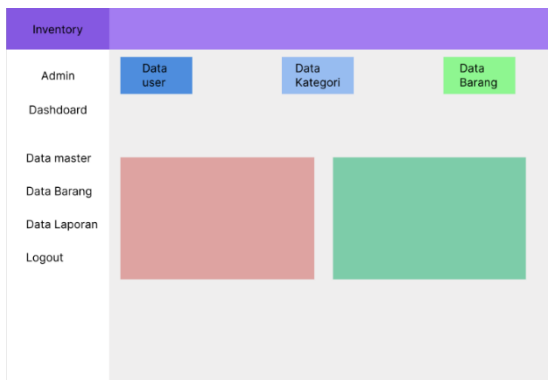 Inventory
Admin
Dashdoard
Data master
Data Barang
Data Laporan
Logout
Data
user
Data
Kategori
Data
Barang